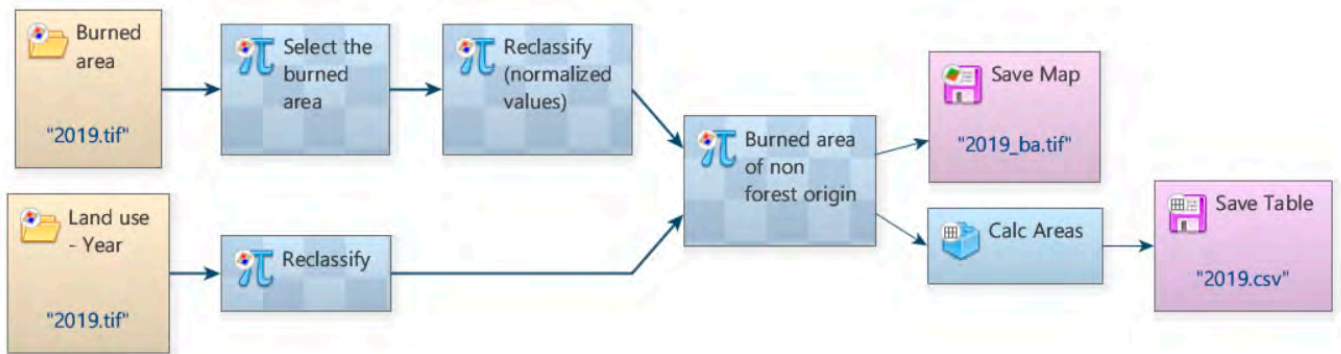 Burned
area
"2019.tif"
Select the
burned
area
Reclassify
(normalized
values)
Burned area
of non
forest origin
Save Map
"2019_ba.tif"
Land use
- Year
"2019.tif"
Reclassify
Calc Areas
Save Table
"2019.csv"